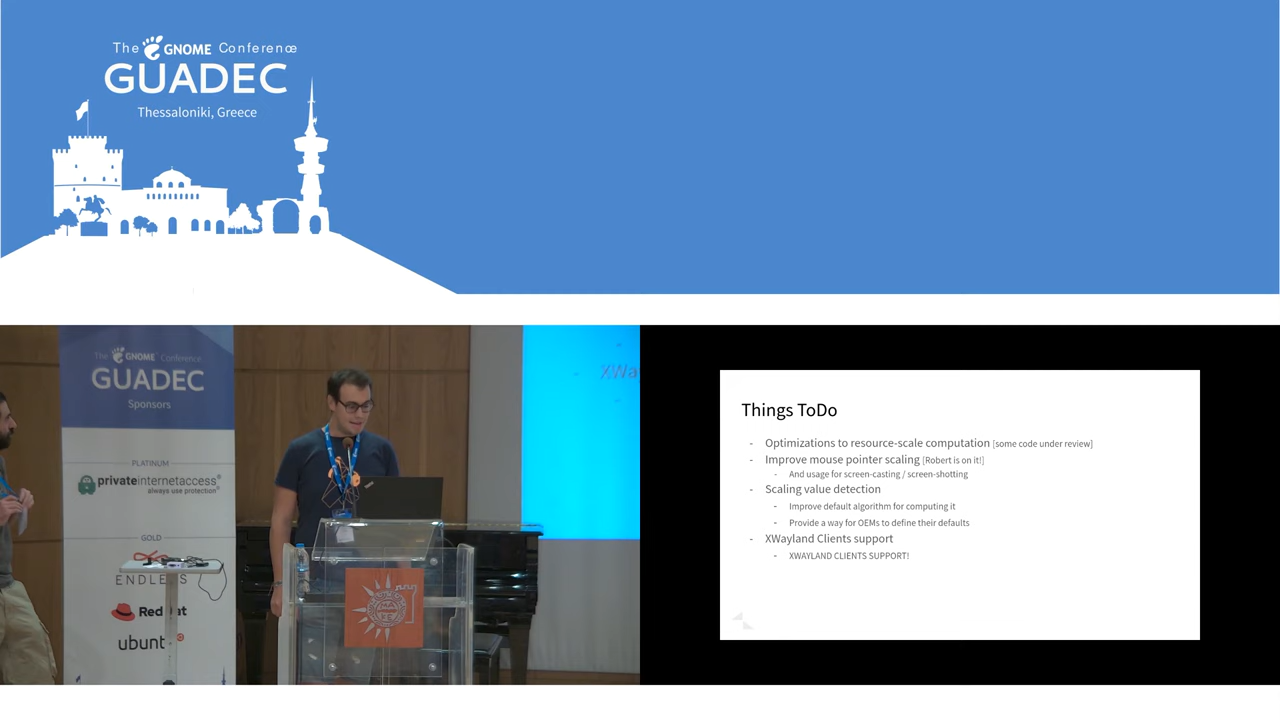 The GNOME Conference
GUADEC
Thessaloniki, Greece
The GNOME Conference
GUADEC
Sponsors
PLATINUM
privateinternetaccess®
always use protection®
GOLD
ENDLESS
ubunt
XWay
Things ToDo
- Optimizations to resource-scale computation [some code under review]
- Improve mouse pointer scaling [Robert is on it!]
- And usage for screen-casting / screen-shotting
- Scaling value detection
- Improve default algorithm for computing it
- Provide a way for OEMs to define their defaults
- XWayland Clients support
- XWAYLAND CLIENTS SUPPORT!